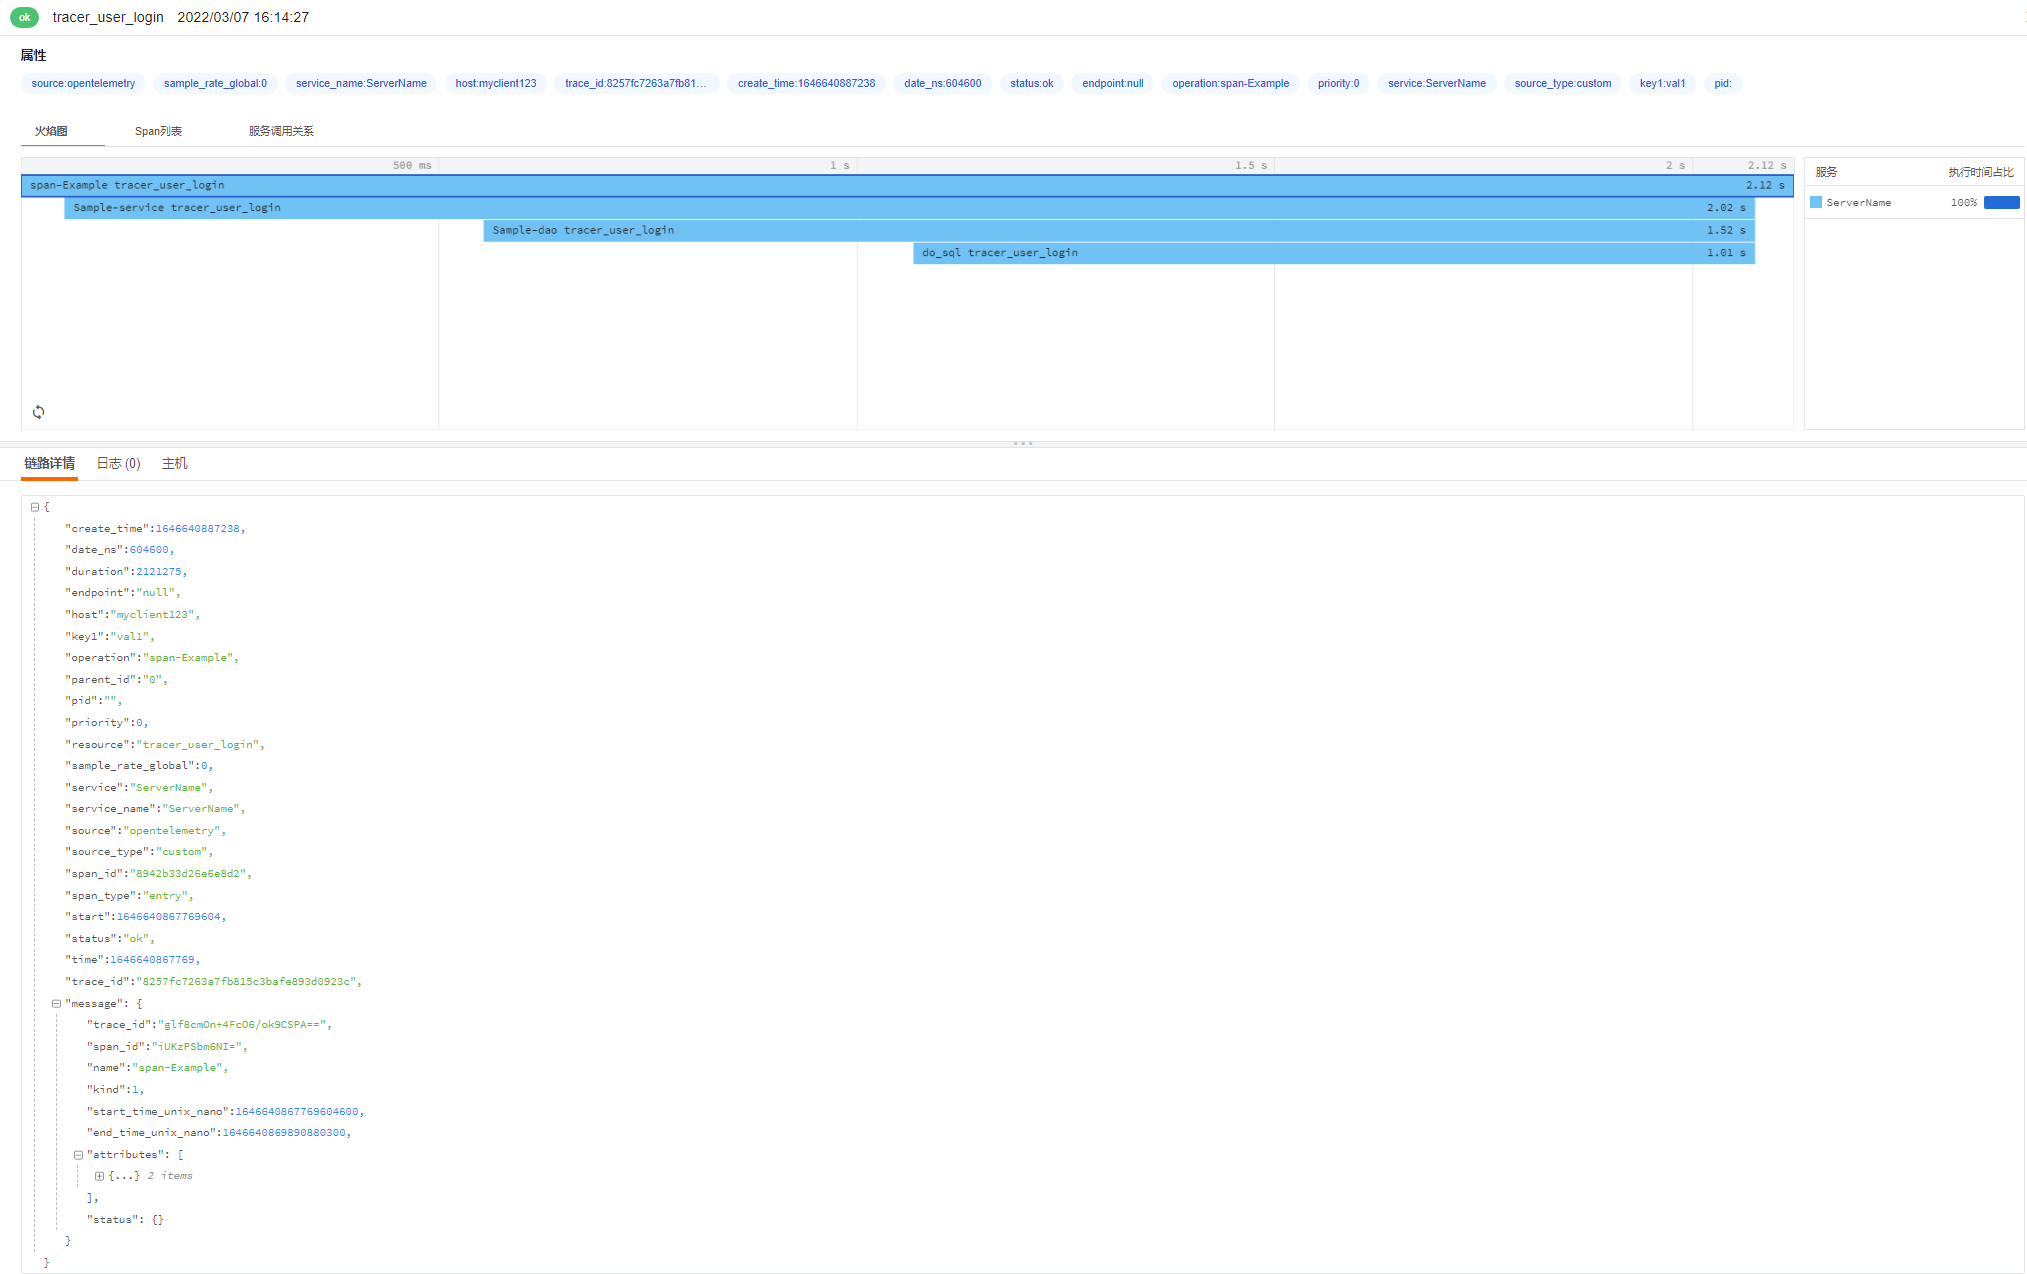 ok tracer_user_login 2022/03/07 16:14:27
属性
source:opentelemetry sample_rate_global:0 service_name:ServerName host:myclient123 trace_id:8257fc7263a7fb81... create_time:1646640887238 date_ns:604600 status:ok endpoint:null operation:span-Example priority:0 service:ServerName source_type:custom key1:val1 pid:
火焰图 Span列表 服务调用关系
500 ms 1 s 1.5 s 2 s 2.12 s
span-Example tracer_user_login 2.12 s
Sample-service tracer_user_login 2.02 s
Sample-dao tracer_user_login 1.52 s
do_sql tracer_user_login 1.01 s
服务 执行时间占比
ServerName 100%
链路详情 日志 (0) 主机
{
"create_time":1646640887238,
"date_ns":604600,
"duration":2121275,
"endpoint":"null",
"host":"myclient123",
"key1":"val1",
"operation":"span-Example",
"parent_id":"0",
"pid":"",
"priority":0,
"resource":"tracer_user_login",
"sample_rate_global":0,
"service":"ServerName",
"service_name":"ServerName",
"source":"opentelemetry",
"source_type":"custom",
"span_id":"8942b33d26e6e8d2",
"span_type":"entry",
"start":1646640867769604,
"status":"ok",
"time":1646640867769,
"trace_id":"8257fc7263a7fb815c3bafe893d0923c",
"message": {
"trace_id":"glf8cmOn+4FcO6/ok9CSPA==",
"span_id":"iUKzPSbm6NI=",
"name":"span-Example",
"kind":1,
"start_time_unix_nano":1646640867769604600,
"end_time_unix_nano":1646640869890880300,
"attributes": [
{...} 2 items
],
"status": {}
}
}